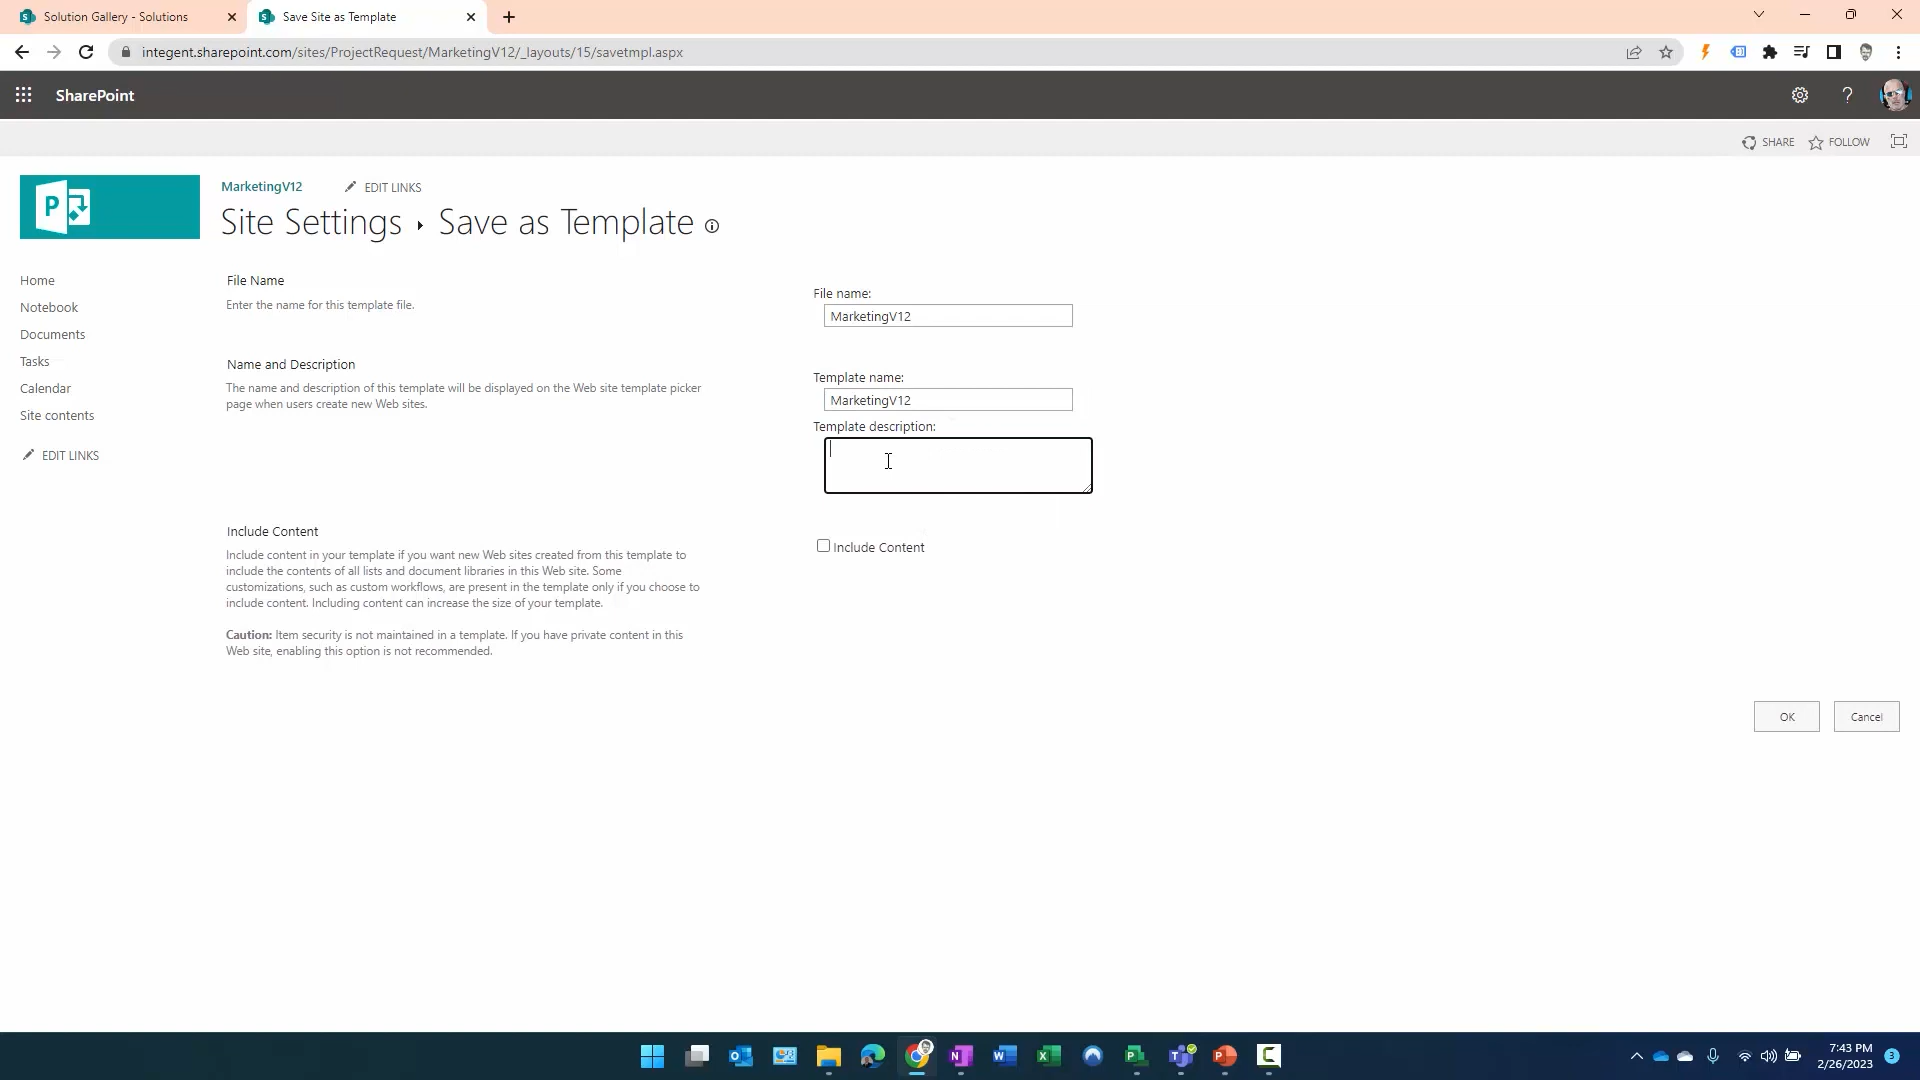 Solution Gallery - Solutions
Save Site as Template
integent.sharepoint.com/sites/ProjectRequest/MarketingV12/_layouts/15/savetmpl.aspx
SharePoint
SHARE
FOLLOW
P
MarketingV12
EDIT LINKS
Site Settings ▸ Save as Template
Home
Notebook
Documents
Tasks
Calendar
Site contents
EDIT LINKS
File Name
Enter the name for this template file.
File name:
MarketingV12
Name and Description
The name and description of this template will be displayed on the Web site template picker
page when users create new Web sites.
Template name:
MarketingV12
Template description:
Include Content
Include content in your template if you want new Web sites created from this template to
include the contents of all lists and document libraries in this Web site. Some
customizations, such as custom workflows, are present in the template only if you choose to
include content. Including content can increase the size of your template.
Caution: Item security is not maintained in a template. If you have private content in this
Web site, enabling this option is not recommended.
Include Content
OK
Cancel
7:43 PM
2/26/2023
3